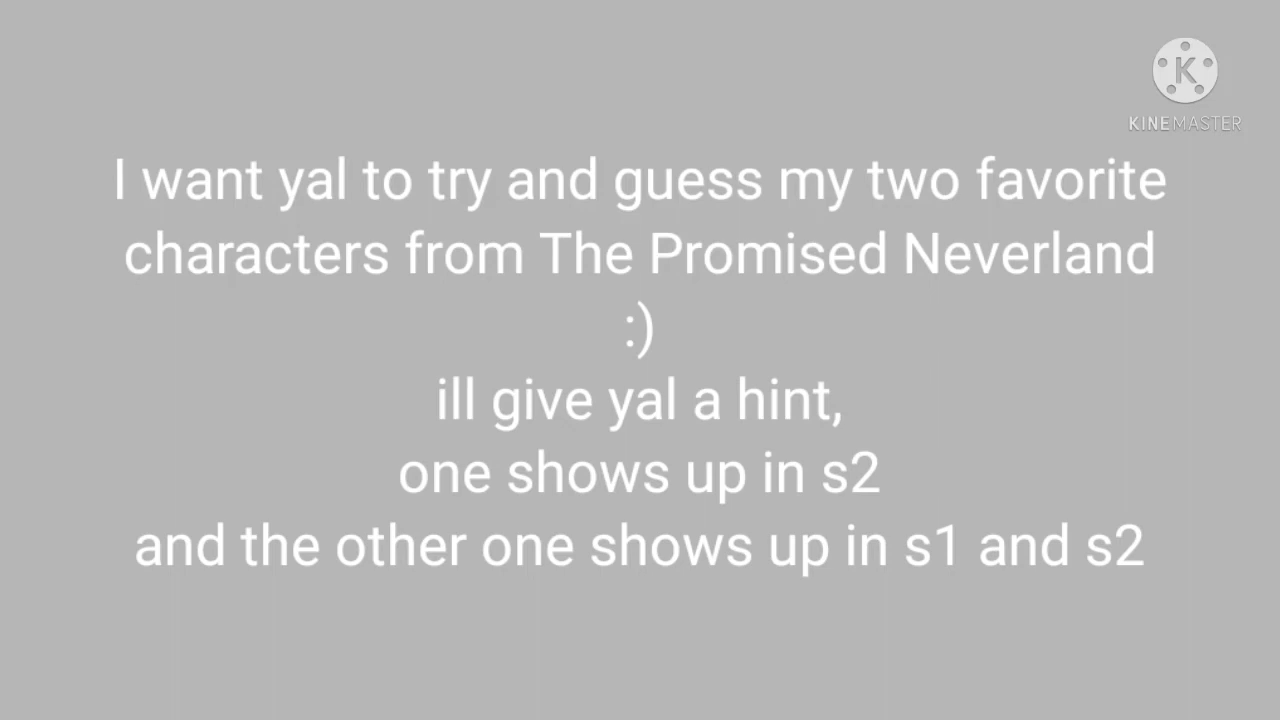 KINEMASTER
I want yal to try and guess my two favorite
characters from The Promised Neverland
:)
ill give yal a hint,
one shows up in s2
and the other one shows up in s1 and s2